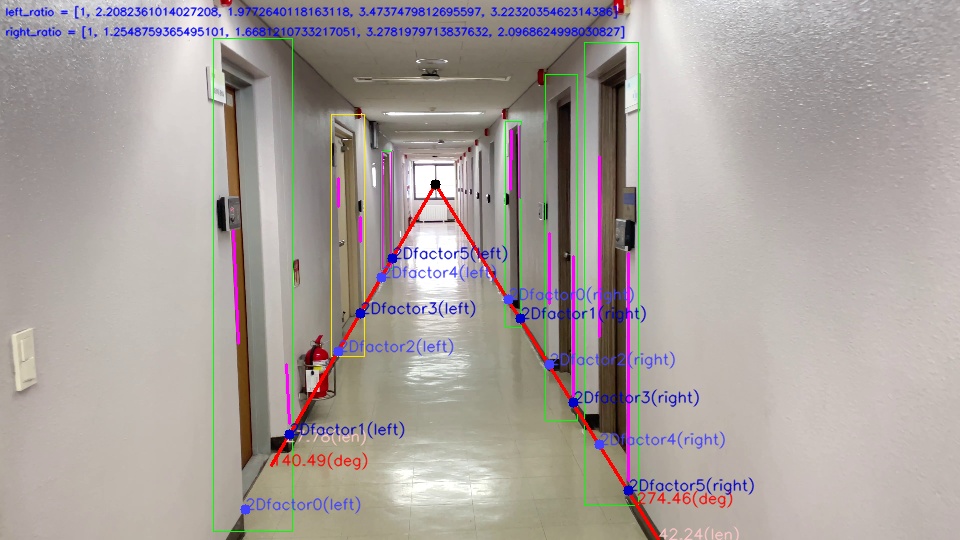 left_ratio = [1, 2.2082361014027208, 1.9772640118163118, 3.4737479812695597, 3.2232035462314386]
right_ratio = [1, 1.2548759365495101, 1.6681210733217051, 3.2781979713837632, 2.0968624998030827]
2Dfactor5(left)
2Dfactor4(left)
2Dfactor0(right)
2Dfactor3(left)
2Dfactor1(right)
2Dfactor2(left)
2Dfactor2(right)
2Dfactor3(right)
2Dfactor1(left)
(len)
2Dfactor4(right)
140.49(deg)
2Dfactor5(right)
274.46(deg)
2Dfactor0(left)
42.24(len)